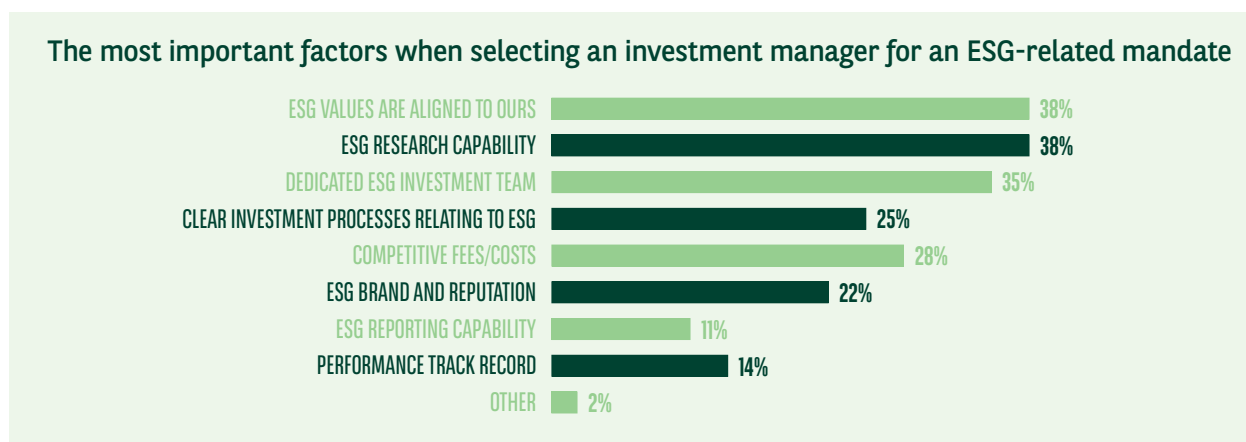 The most important factors when selecting an investment manager for an ESG-related mandate
ESG VALUES ARE ALIGNED TO OURS 38%
ESG RESEARCH CAPABILITY 38%
DEDICATED ESG INVESTMENT TEAM 35%
CLEAR INVESTMENT PROCESSES RELATING TO ESG 25%
COMPETITIVE FEES/COSTS 28%
ESG BRAND AND REPUTATION 22%
ESG REPORTING CAPABILITY 11%
PERFORMANCE TRACK RECORD 14%
OTHER 2%